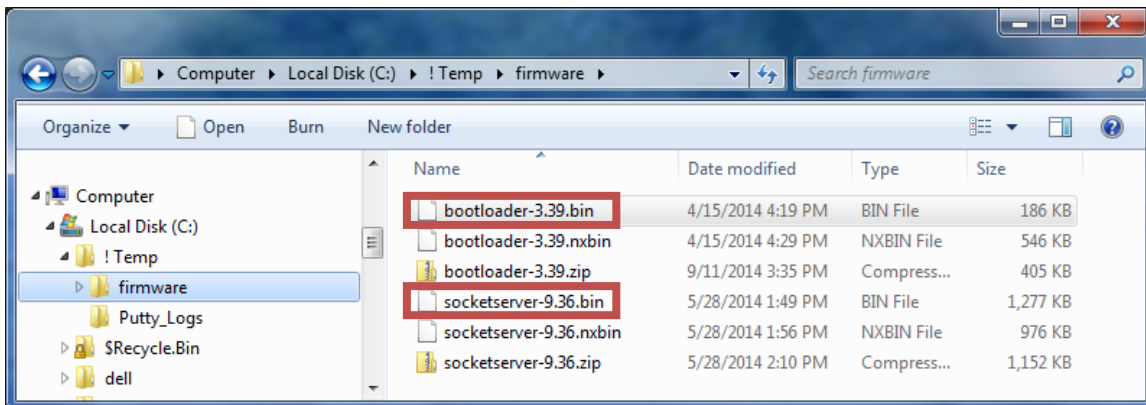 Computer ▸ Local Disk (C:) ▸ ! Temp ▸ firmware ▸ Search firmware
Organize Open Burn New folder
Name Date modified Type Size
Computer
Local Disk (C:)
! Temp
firmware
Putty_Logs
$Recycle.Bin
dell
bootloader-3.39.bin 4/15/2014 4:19 PM BIN File 186 KB
bootloader-3.39.nxbin 4/15/2014 4:29 PM NXBIN File 546 KB
bootloader-3.39.zip 9/11/2014 3:35 PM Compress... 405 KB
socketserver-9.36.bin 5/28/2014 1:49 PM BIN File 1,277 KB
socketserver-9.36.nxbin 5/28/2014 1:56 PM NXBIN File 976 KB
socketserver-9.36.zip 5/28/2014 2:10 PM Compress... 1,152 KB